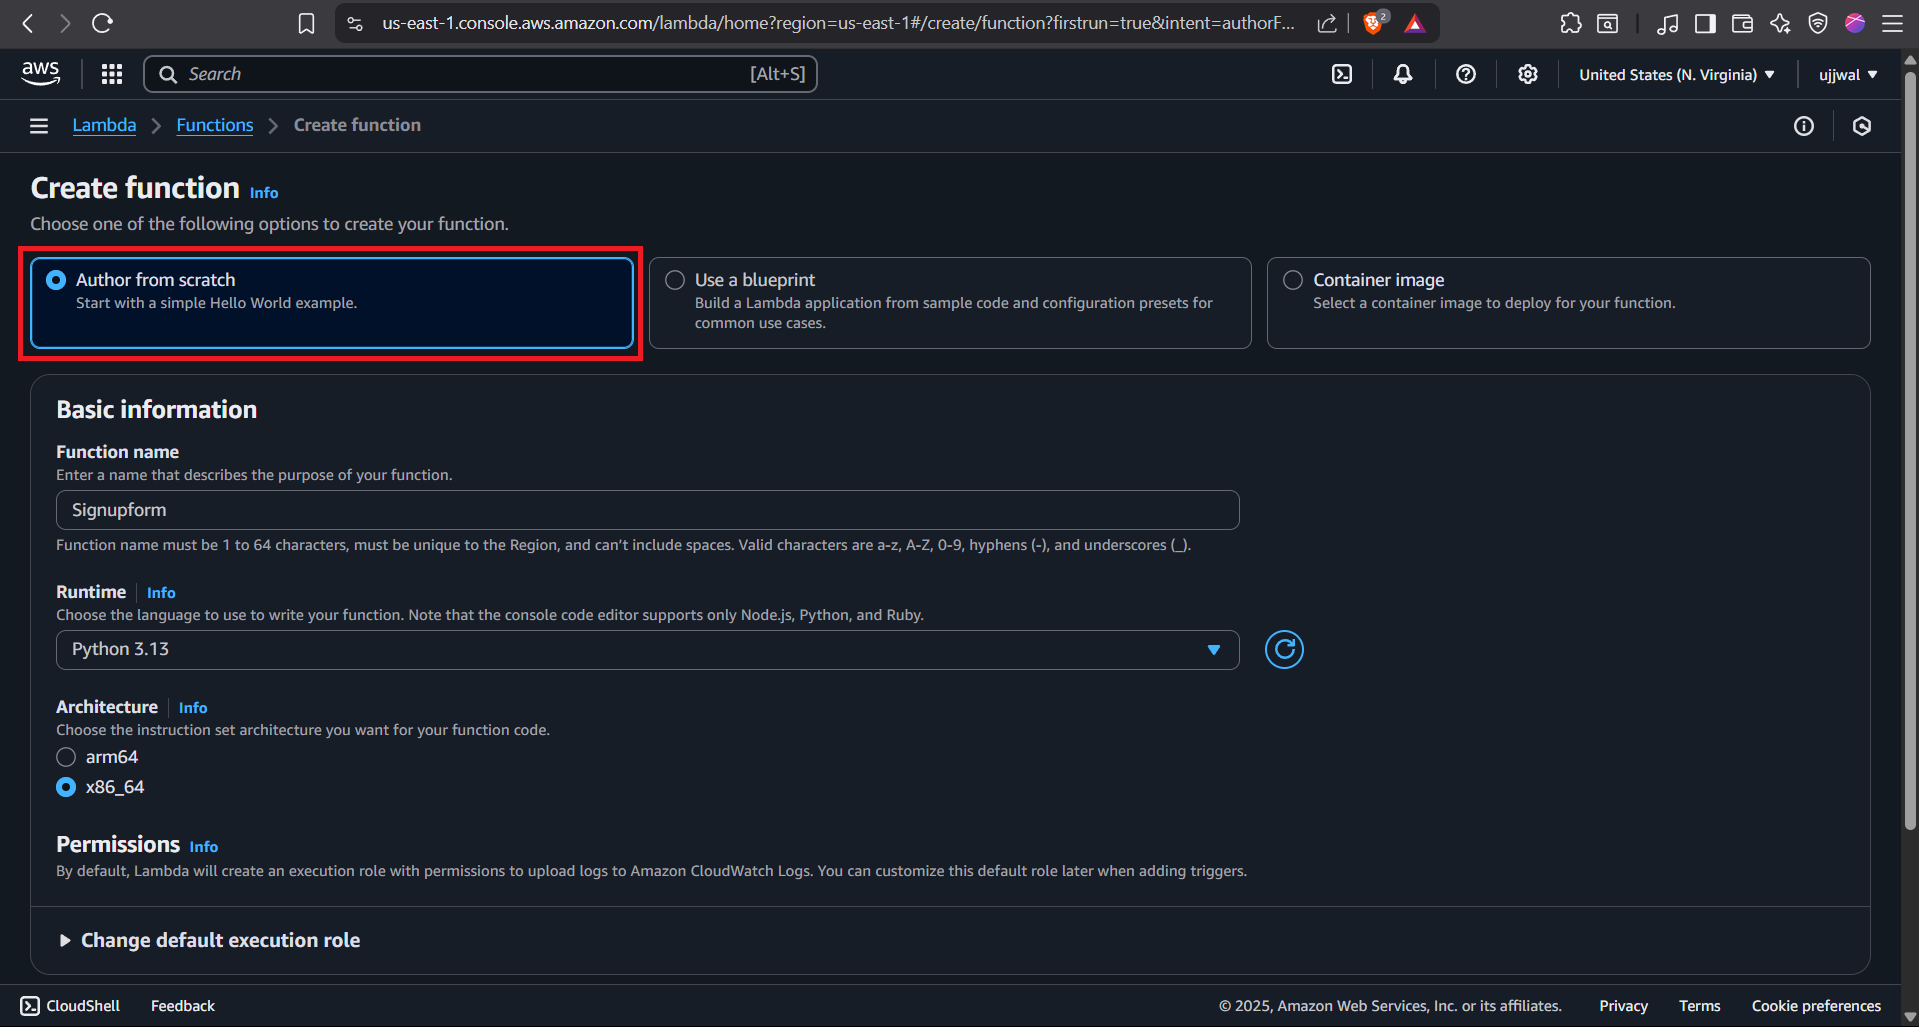 us-east-1.console.aws.amazon.com/lambda/home?region=us-east-1#/create/function?firstrun=true&intent=authorF...
2
aws
Search
[Alt+S]
United States (N. Virginia)
ujjwal
Lambda
Functions
Create function
Create function Info
Choose one of the following options to create your function.
Author from scratch
Start with a simple Hello World example.
Use a blueprint
Build a Lambda application from sample code and configuration presets for
common use cases.
Container image
Select a container image to deploy for your function.
Basic information
Function name
Enter a name that describes the purpose of your function.
Signupform
Function name must be 1 to 64 characters, must be unique to the Region, and can’t include spaces. Valid characters are a-z, A-Z, 0-9, hyphens (-), and underscores (_).
Runtime Info
Choose the language to use to write your function. Note that the console code editor supports only Node.js, Python, and Ruby.
Python 3.13
Architecture Info
Choose the instruction set architecture you want for your function code.
arm64
x86_64
Permissions Info
By default, Lambda will create an execution role with permissions to upload logs to Amazon CloudWatch Logs. You can customize this default role later when adding triggers.
Change default execution role
CloudShell
Feedback
© 2025, Amazon Web Services, Inc. or its affiliates.
Privacy
Terms
Cookie preferences